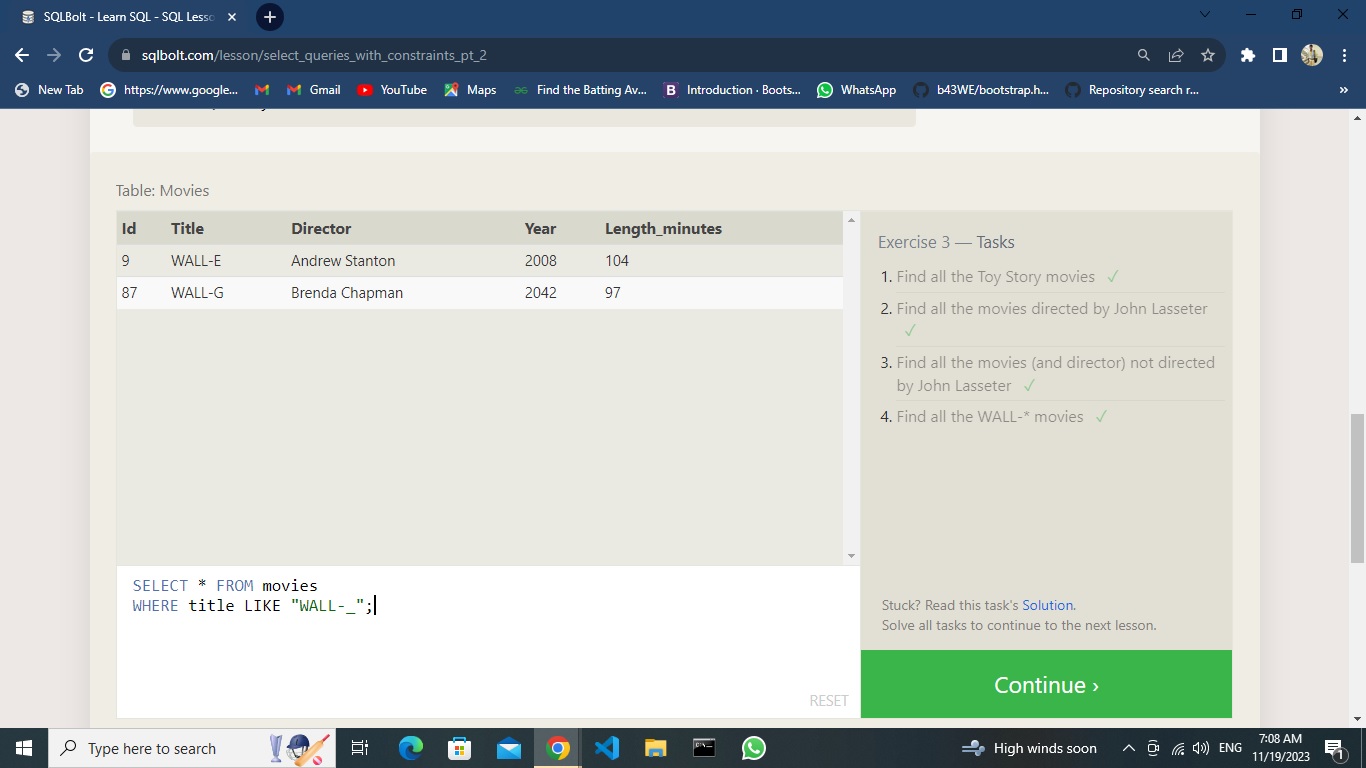 SQLBolt - Learn SQL - SQL Lesso
sqlbolt.com/lesson/select_queries_with_constraints_pt_2
New Tab https://www.google... Gmail YouTube Maps Find the Batting Av... Introduction · Boots... WhatsApp b43WE/bootstrap.h... Repository search r... »
Table: Movies
Id Title Director Year Length_minutes
9 WALL-E Andrew Stanton 2008 104
87 WALL-G Brenda Chapman 2042 97
Exercise 3 — Tasks
1. Find all the Toy Story movies ✓
2. Find all the movies directed by John Lasseter
✓
3. Find all the movies (and director) not directed
by John Lasseter ✓
4. Find all the WALL-* movies ✓
SELECT * FROM movies
WHERE title LIKE "WALL-_";
RESET
Stuck? Read this task's Solution.
Solve all tasks to continue to the next lesson.
Continue ›
Type here to search
High winds soon
ENG
7:08 AM
11/19/2023
1